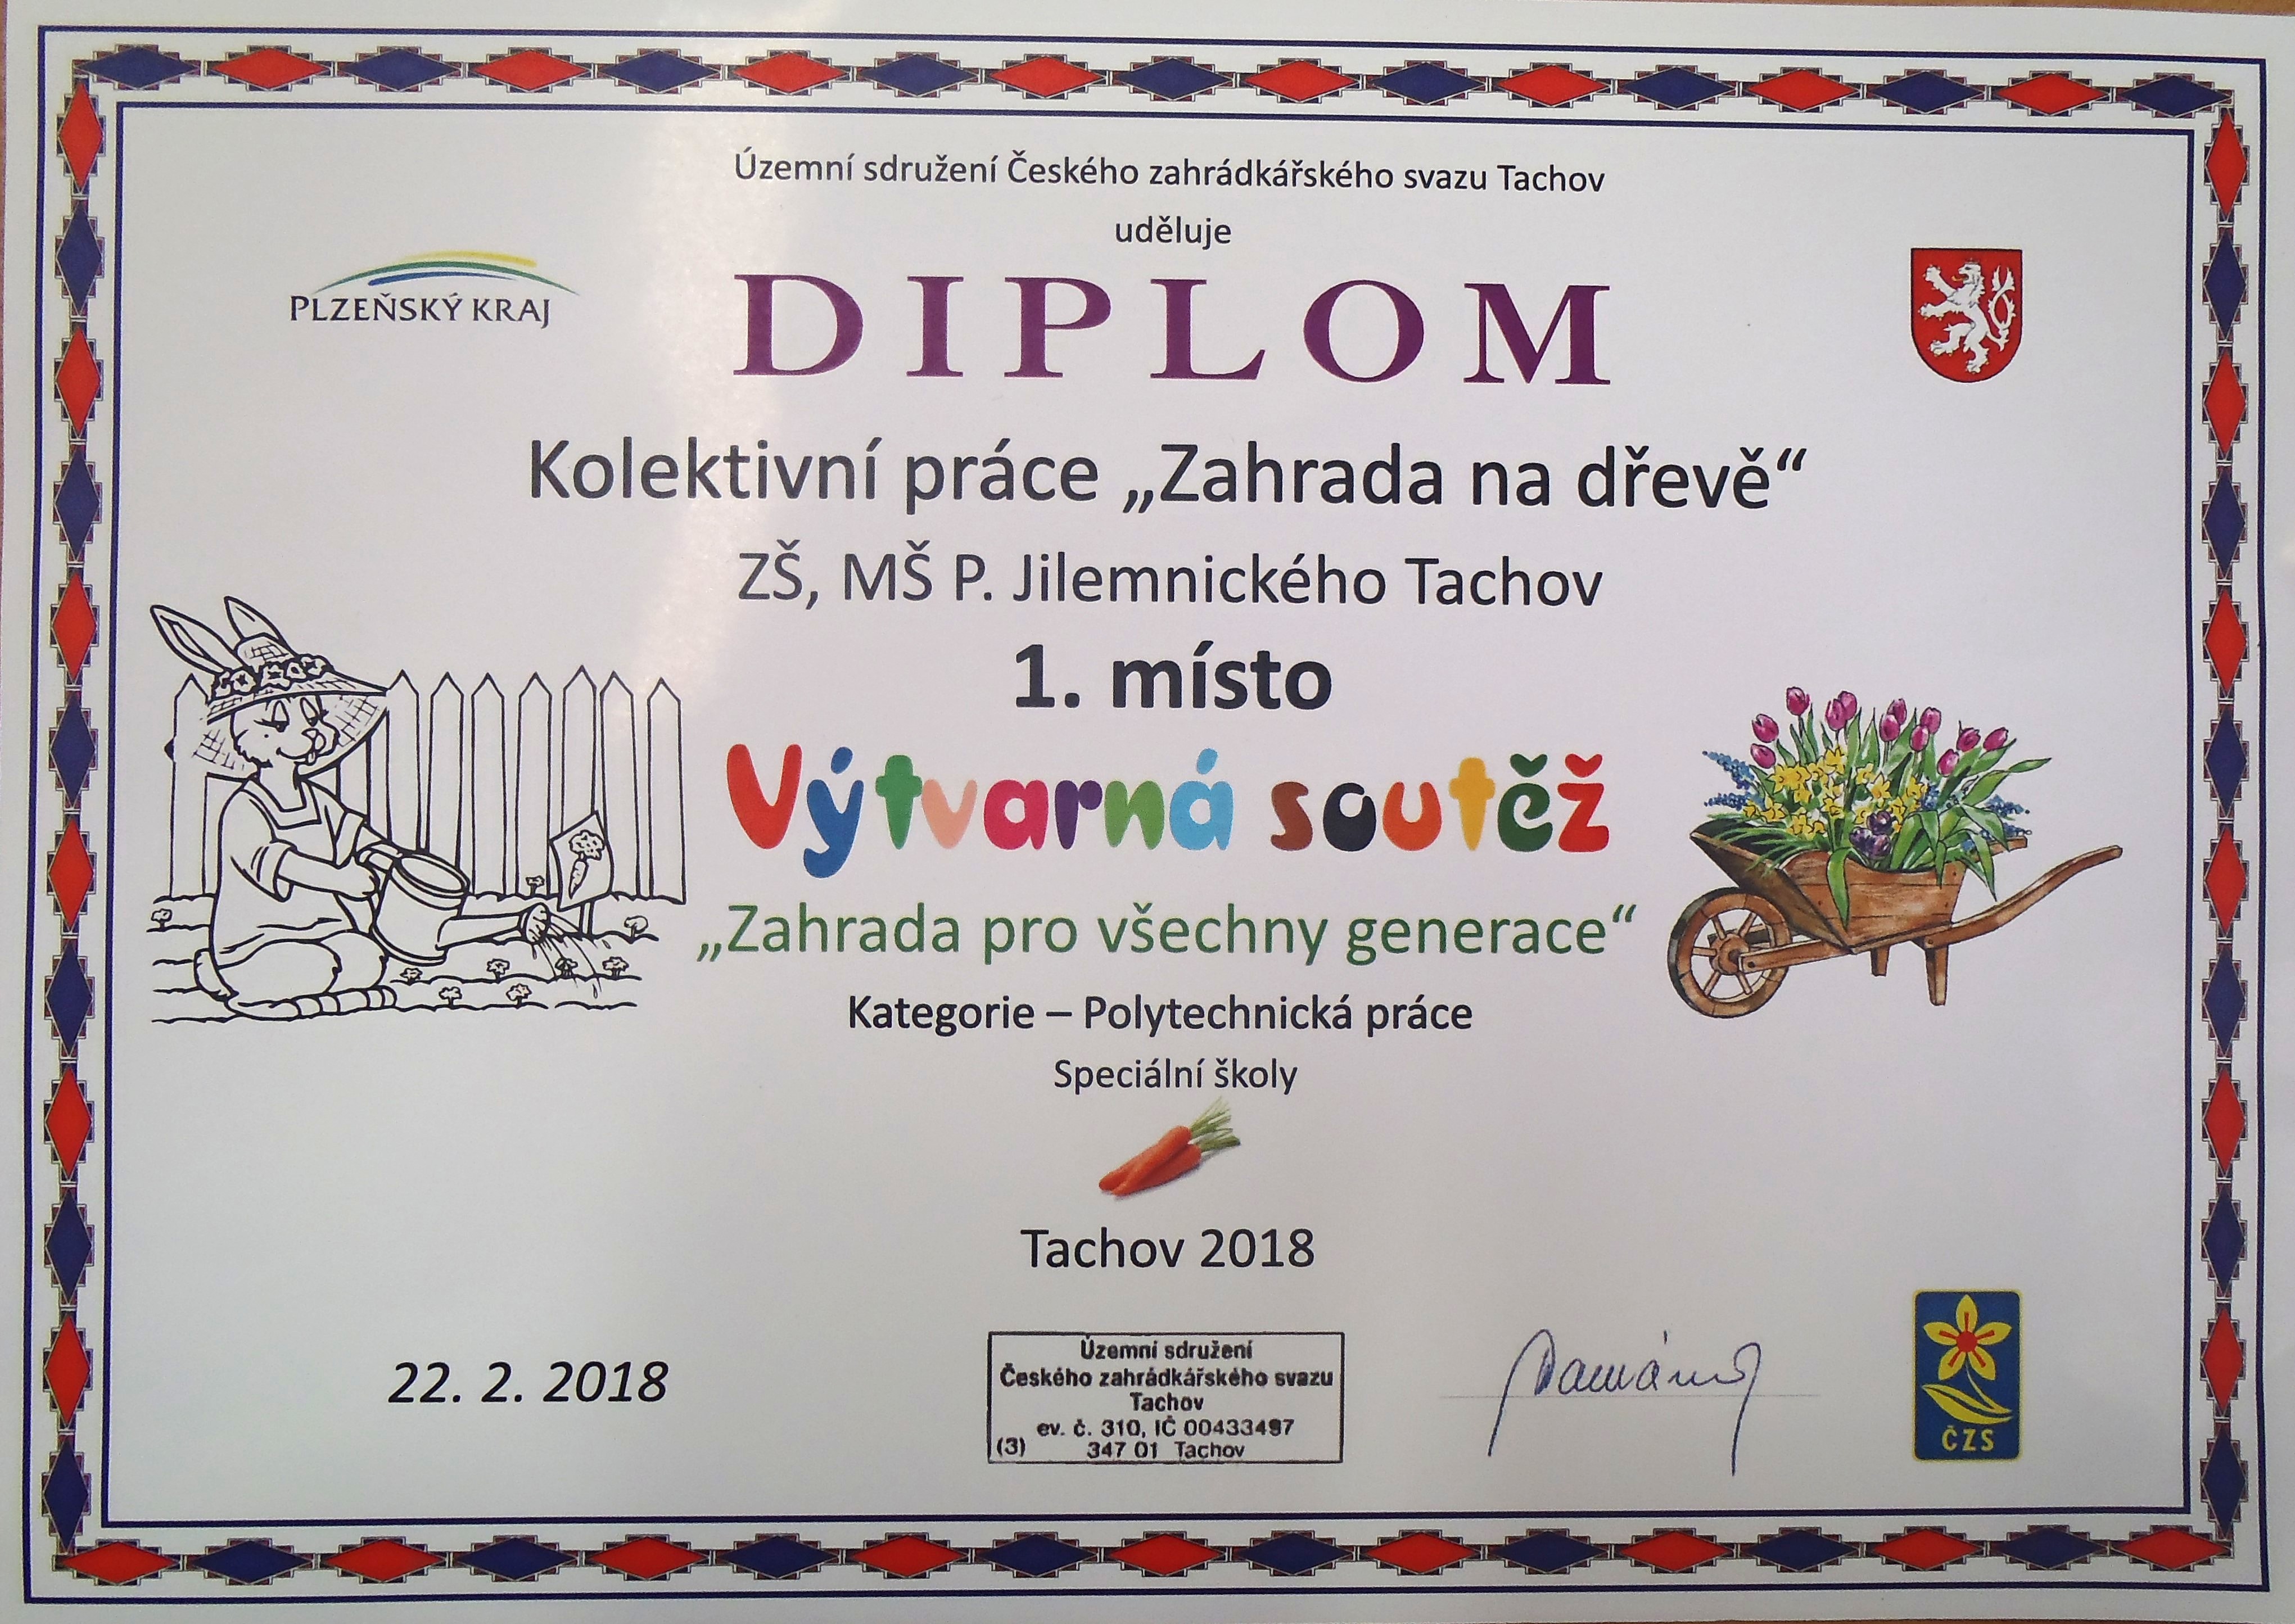 Územní sdružení Českého zahrádkářského svazu Tachov
uděluje
PLZEŇSKÝ KRAJ
DIPLOM
Kolektivní práce „Zahrada na dřevě“
ZŠ, MŠ P. Jilemnického Tachov
1. místo
Výtvarná soutěž
„Zahrada pro všechny generace“
Kategorie – Polytechnická práce
Speciální školy
Tachov 2018
22. 2. 2018
Územní sdružení
Českého zahrádkářského svazu
Tachov
ev. č. 310, IČ 00433497
(3) 347 01 Tachov
ČZS